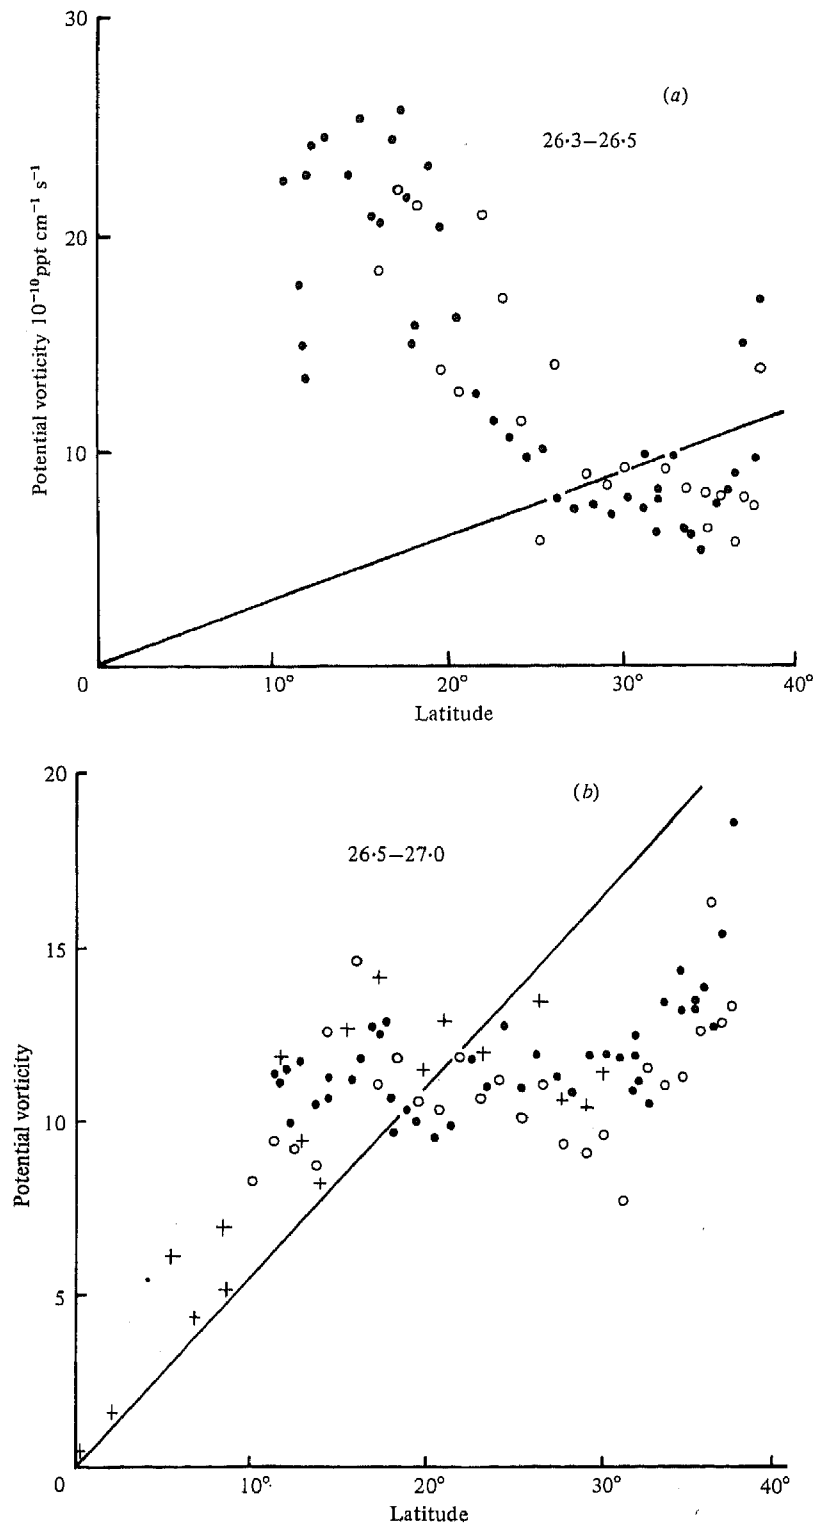 30
(a)
26·3–26·5
20
10
Potential vorticity 10⁻¹⁰ppt cm⁻¹ s⁻¹
0 10° 20° 30° 40°
Latitude
20
(b)
26·5–27·0
15
10
5
Potential vorticity
0 10° 20° 30° 40°
Latitude